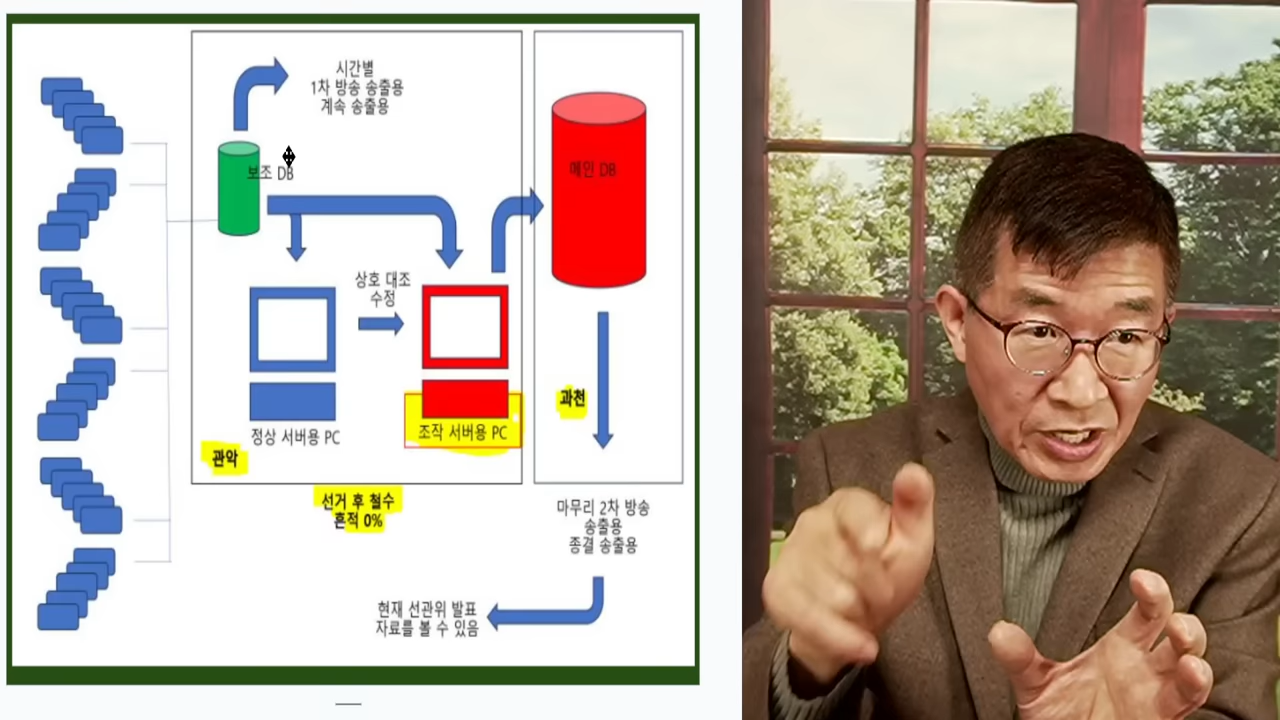 시간별
1차 방송 송출용
계속 송출용
보조 DB
메인 DB
상호 대조
수정
정상 서버용 PC
조작 서버용 PC
관악
과천
선거 후 철수
흔적 0%
마무리 2차 방송
송출용
종결 송출용
현재 선관위 발표
자료를 볼 수 있음